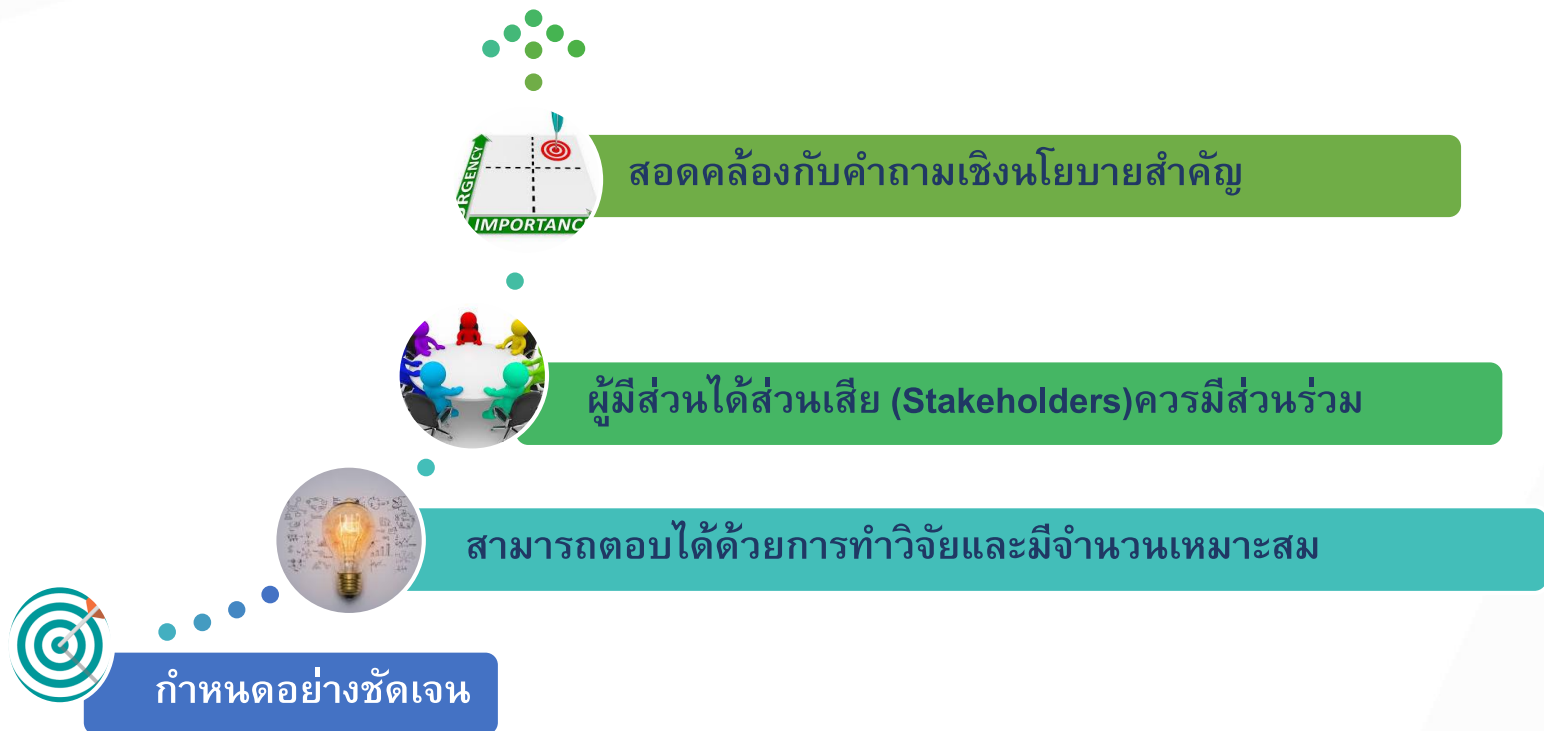 URGENCY
IMPORTANC
สอดคล้องกับคำถามเชิงนโยบายสำคัญ
ผู้มีส่วนได้ส่วนเสีย (Stakeholders)ควรมีส่วนร่วม
สามารถตอบได้ด้วยการทำวิจัยและมีจำนวนเหมาะสม
กำหนดอย่างชัดเจน